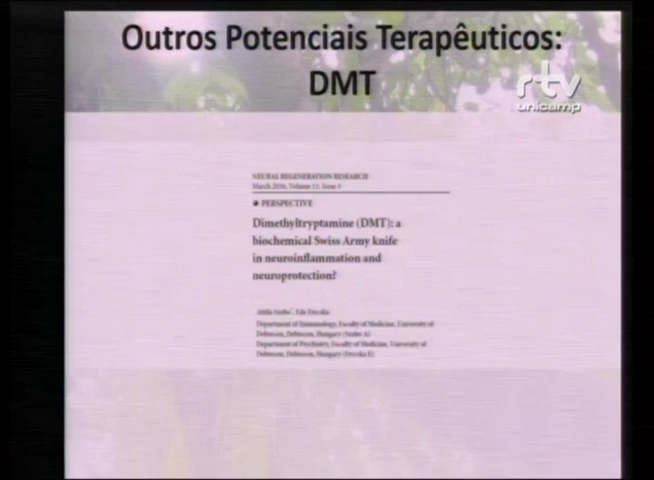 Outros Potenciais Terapêuticos:
DMT
rtv
unicamp
NEURAL REGENERATION RESEARCH
March 2016, Volume 11, Issue 3
PERSPECTIVE
Dimethyltryptamine (DMT): a
biochemical Swiss Army knife
in neuroinflammation and
neuroprotection?
Attila Szabo*, Ede Frecska
Department of Immunology, Faculty of Medicine, University of
Debrecen, Debrecen, Hungary (Szabo A)
Department of Psychiatry, Faculty of Medicine, University of
Debrecen, Debrecen, Hungary (Frecska E)